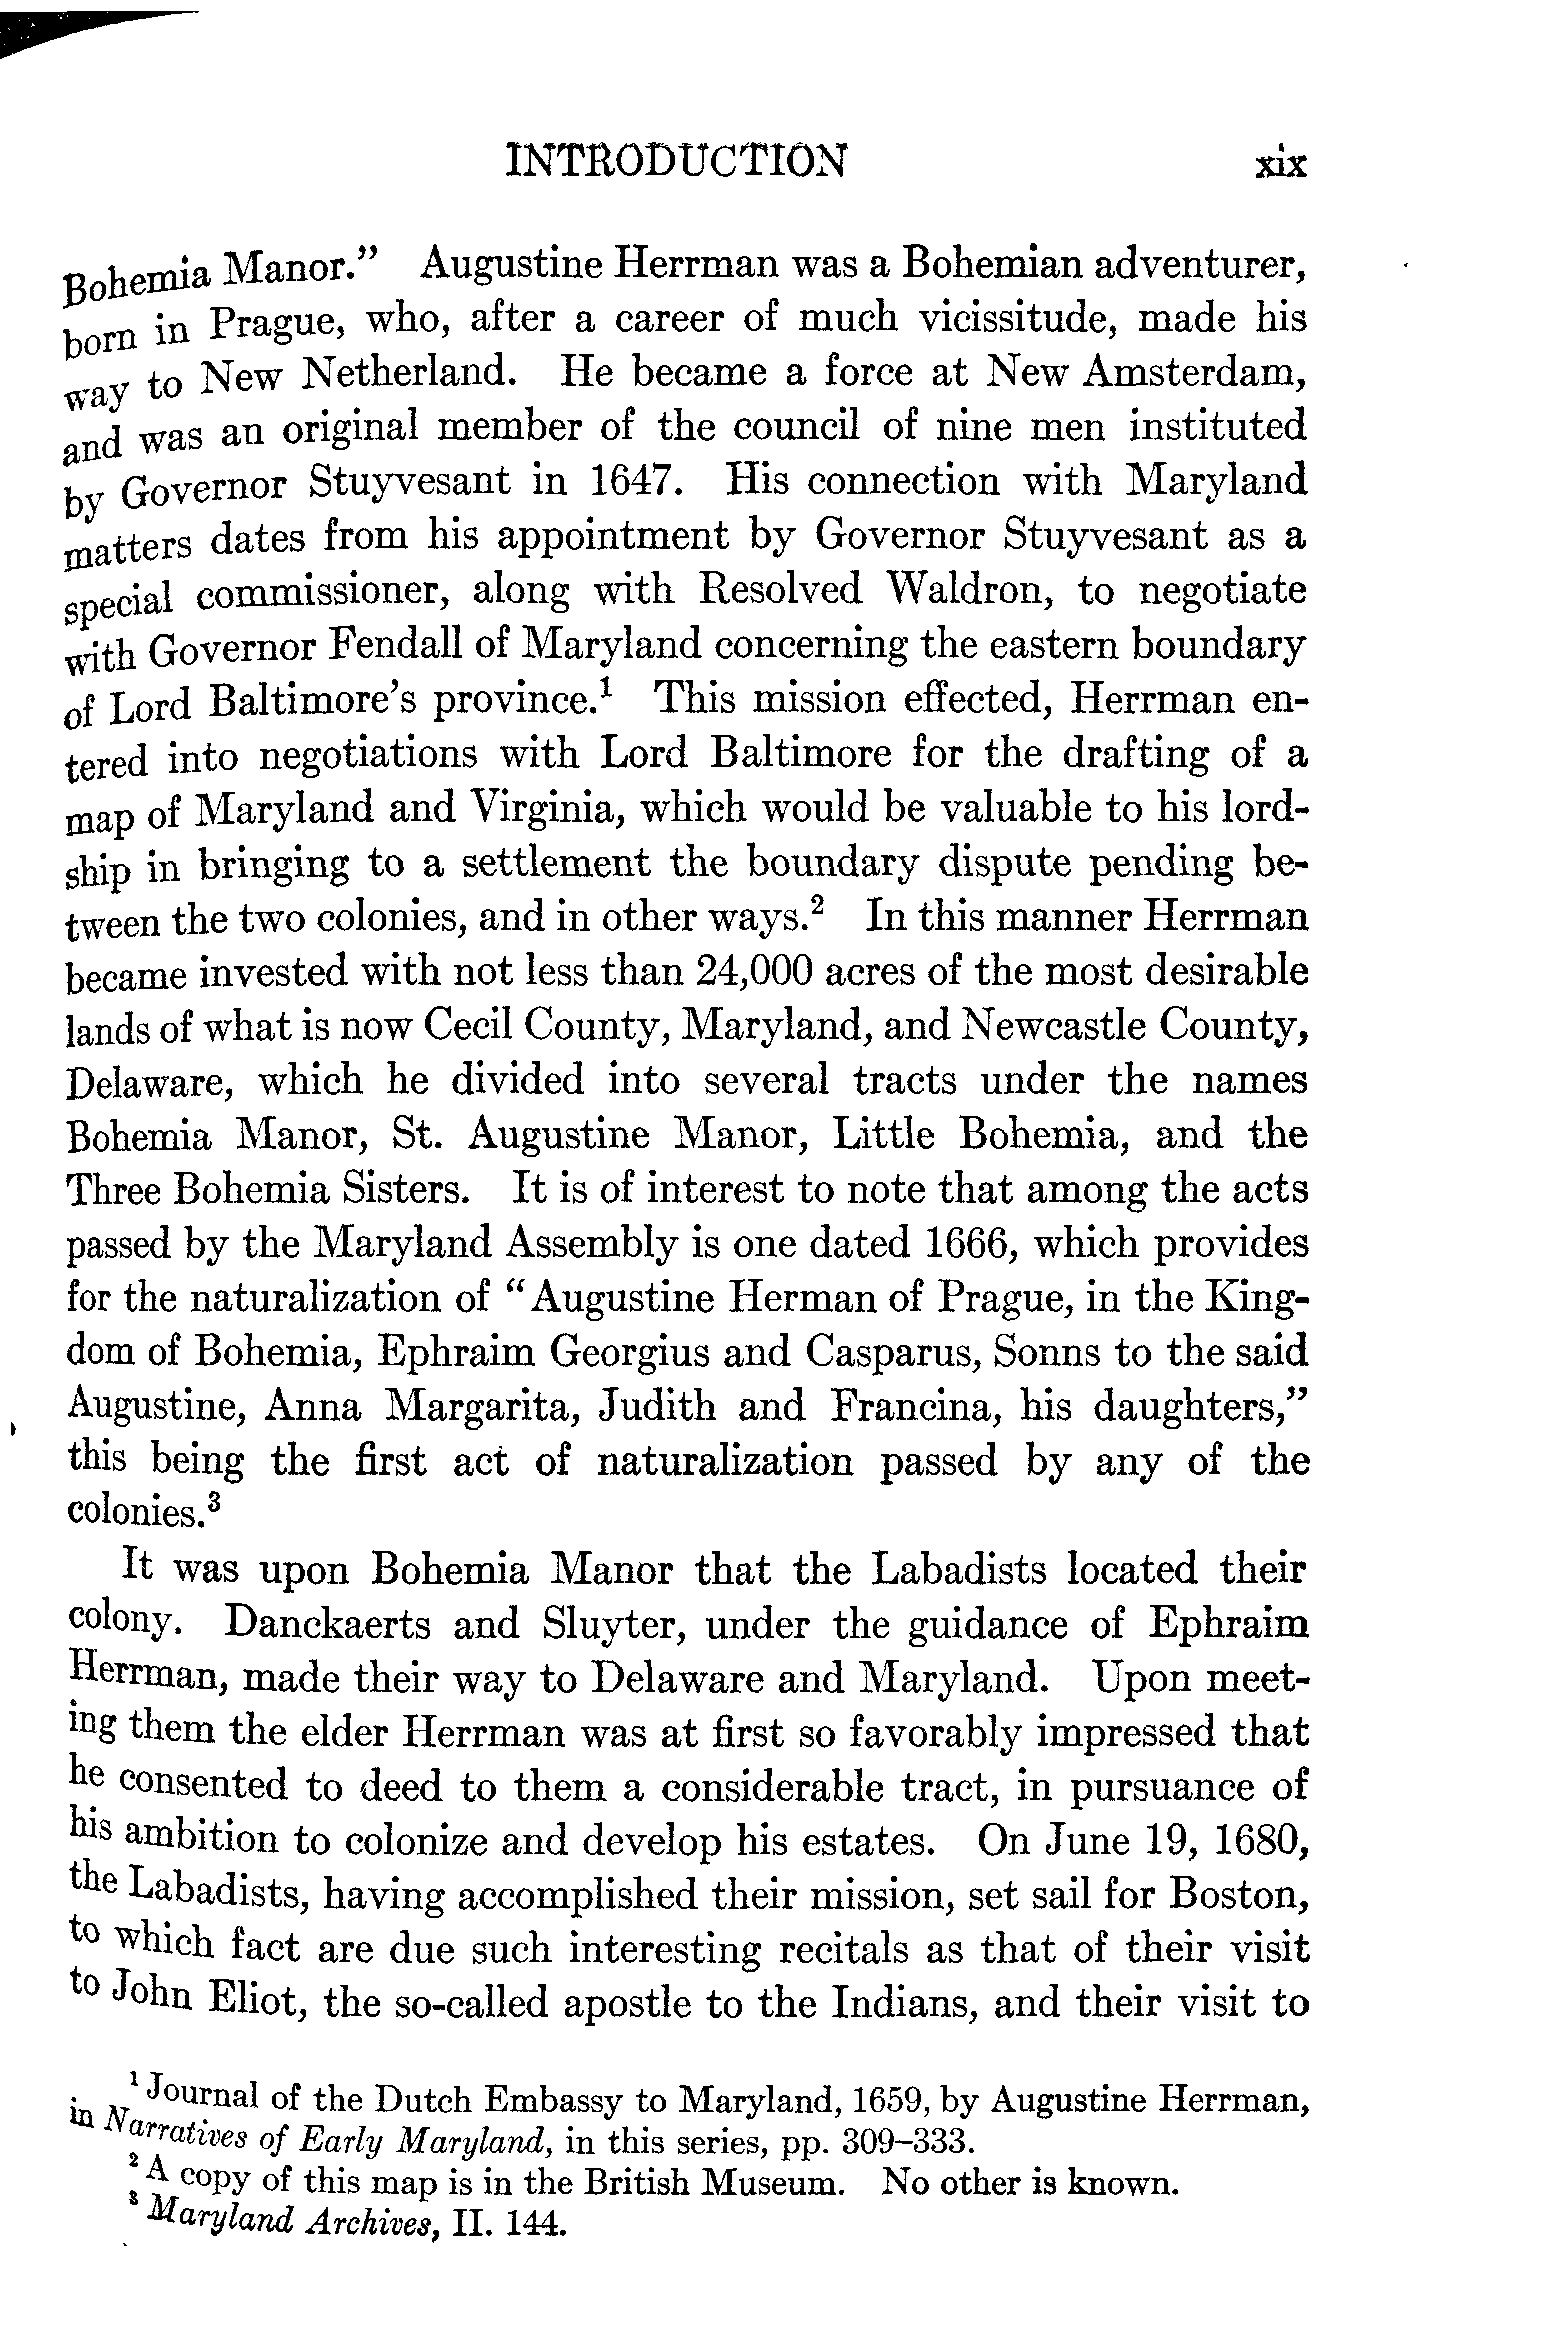 INTRODUCTION xix
Bohemia Manor.” Augustine Herrman was a Bohemian adventurer,
born in Prague, who, after a career of much vicissitude, made his
way to New Netherland. He became a force at New Amsterdam,
and was an original member of the council of nine men instituted
by Governor Stuyvesant in 1647. His connection with Maryland
matters dates from his appointment by Governor Stuyvesant as a
special commissioner, along with Resolved Waldron, to negotiate
with Governor Fendall of Maryland concerning the eastern boundary
of Lord Baltimore’s province.¹ This mission effected, Herrman en-
tered into negotiations with Lord Baltimore for the drafting of a
map of Maryland and Virginia, which would be valuable to his lord-
ship in bringing to a settlement the boundary dispute pending be-
tween the two colonies, and in other ways.² In this manner Herrman
became invested with not less than 24,000 acres of the most desirable
lands of what is now Cecil County, Maryland, and Newcastle County,
Delaware, which he divided into several tracts under the names
Bohemia Manor, St. Augustine Manor, Little Bohemia, and the
Three Bohemia Sisters. It is of interest to note that among the acts
passed by the Maryland Assembly is one dated 1666, which provides
for the naturalization of “Augustine Herman of Prague, in the King-
dom of Bohemia, Ephraim Georgius and Casparus, Sonns to the said
Augustine, Anna Margarita, Judith and Francina, his daughters,”
this being the first act of naturalization passed by any of the
colonies.³
It was upon Bohemia Manor that the Labadists located their
colony. Danckaerts and Sluyter, under the guidance of Ephraim
Herrman, made their way to Delaware and Maryland. Upon meet-
ing them the elder Herrman was at first so favorably impressed that
he consented to deed to them a considerable tract, in pursuance of
his ambition to colonize and develop his estates. On June 19, 1680,
the Labadists, having accomplished their mission, set sail for Boston,
to which fact are due such interesting recitals as that of their visit
to John Eliot, the so-called apostle to the Indians, and their visit to
¹ Journal of the Dutch Embassy to Maryland, 1659, by Augustine Herrman,
in Narratives of Early Maryland, in this series, pp. 309–333.
² A copy of this map is in the British Museum. No other is known.
³ Maryland Archives, II. 144.